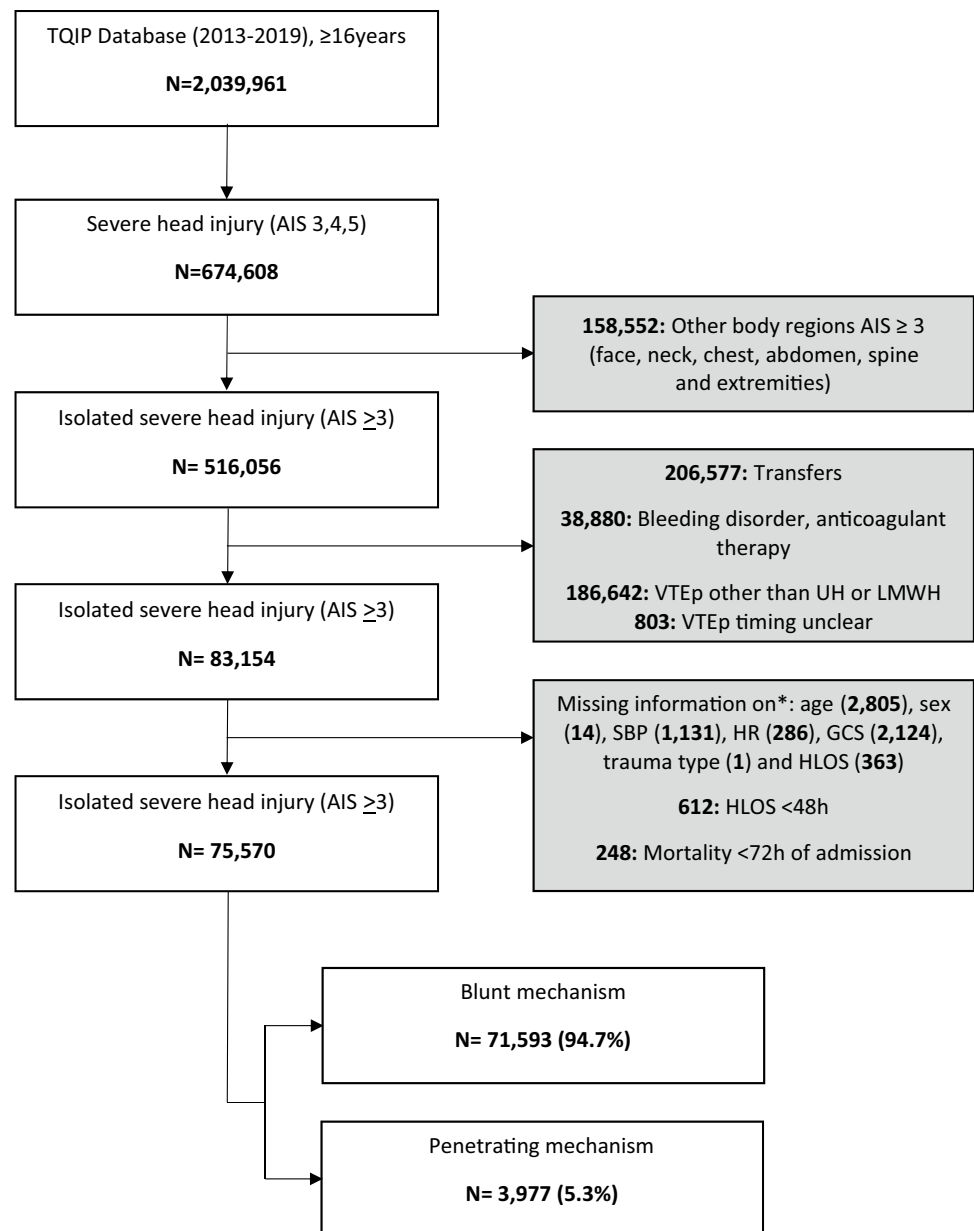 TQIP Database (2013-2019), ≥16years
N=2,039,961
Severe head injury (AIS 3,4,5)
N=674,608
158,552: Other body regions AIS ≥ 3
(face, neck, chest, abdomen, spine
and extremities)
Isolated severe head injury (AIS ≥3)
N= 516,056
206,577: Transfers
38,880: Bleeding disorder, anticoagulant
therapy
186,642: VTEp other than UH or LMWH
803: VTEp timing unclear
Isolated severe head injury (AIS ≥3)
N= 83,154
Missing information on*: age (2,805), sex
(14), SBP (1,131), HR (286), GCS (2,124),
trauma type (1) and HLOS (363)
612: HLOS <48h
248: Mortality <72h of admission
Isolated severe head injury (AIS ≥3)
N= 75,570
Blunt mechanism
N= 71,593 (94.7%)
Penetrating mechanism
N= 3,977 (5.3%)